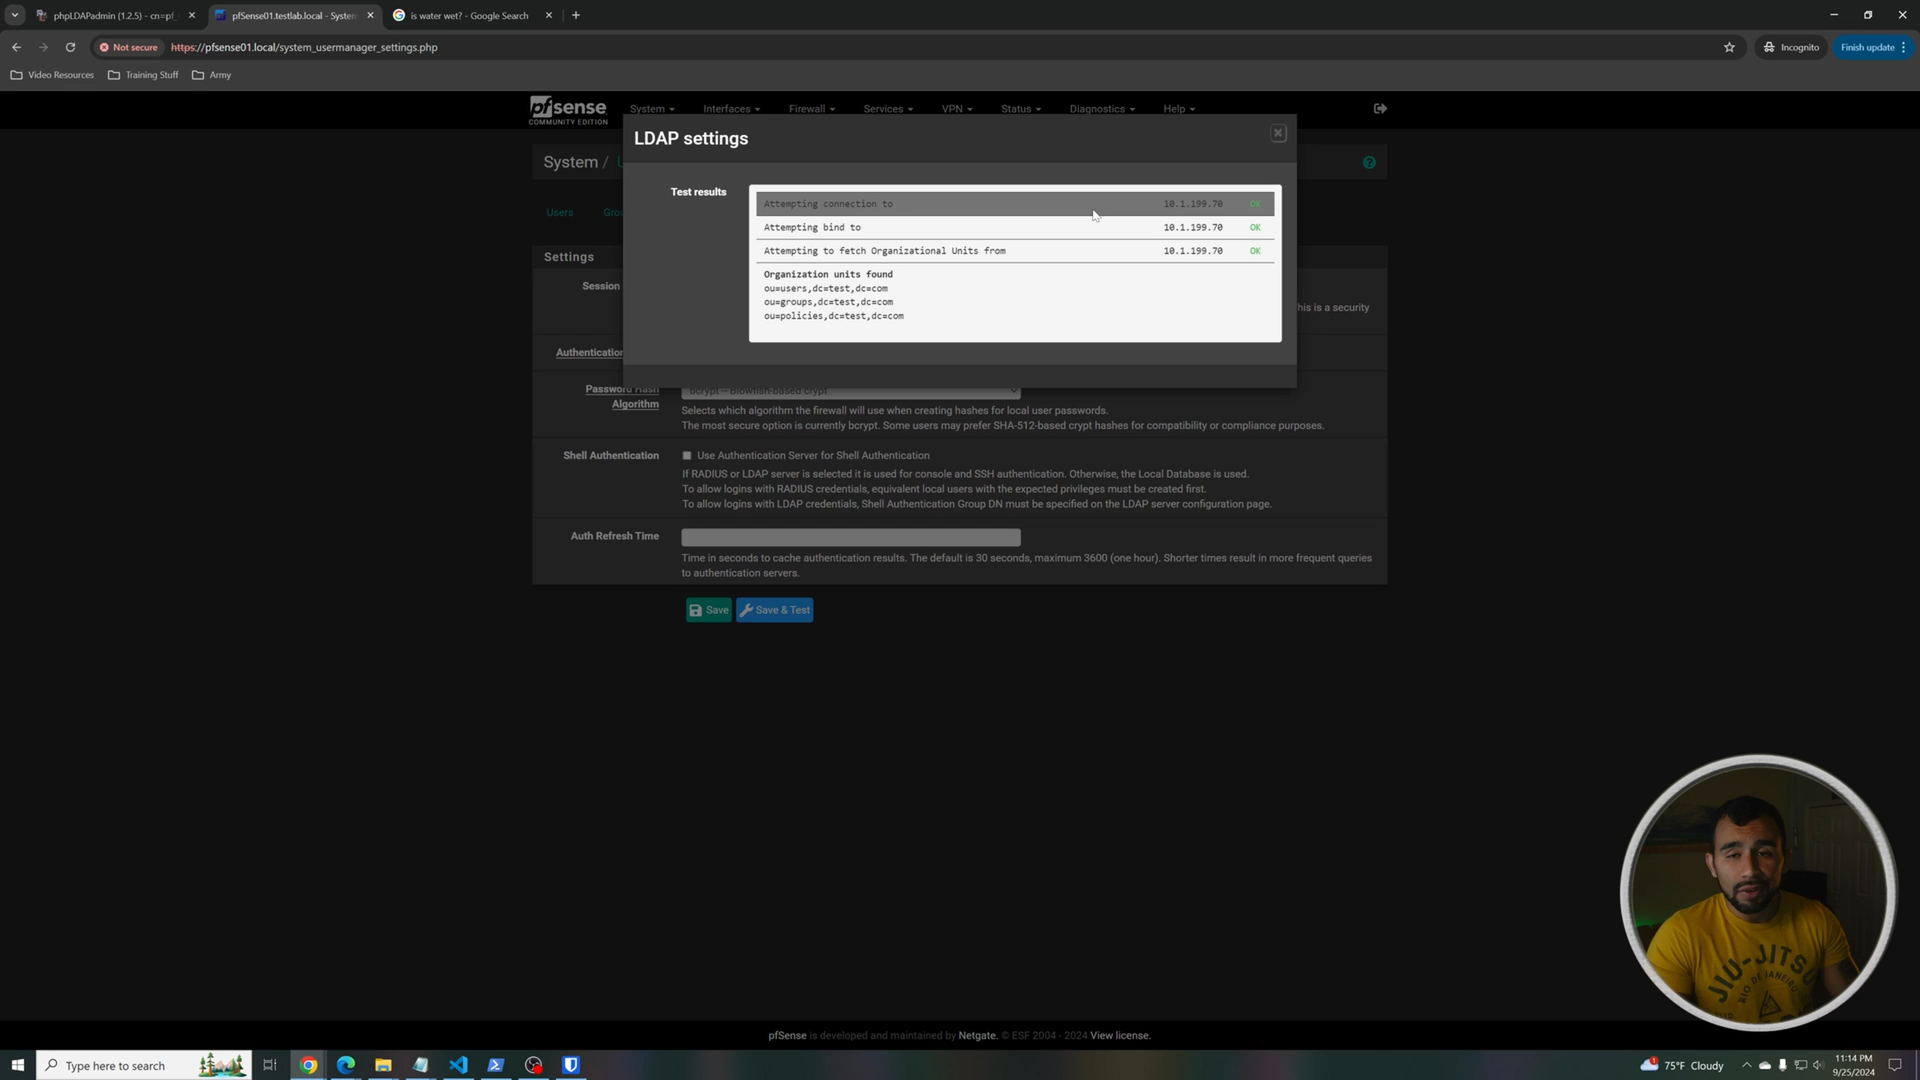 phpLDAPadmin (1.2.5) - cn=pf_
pfSense01.testlab.local - System
is water wet? - Google Search
Not secure
https://pfsense01.local/system_usermanager_settings.php
Incognito
Finish update
Video Resources
Training Stuff
Army
pfsense
COMMUNITY EDITION
System
Interfaces
Firewall
Services
VPN
Status
Diagnostics
Help
LDAP settings
System /
Test results
Attempting connection to 10.1.199.70 OK
Attempting bind to 10.1.199.70 OK
Attempting to fetch Organizational Units from 10.1.199.70 OK
Organization units found
ou=users,dc=test,dc=com
ou=groups,dc=test,dc=com
ou=policies,dc=test,dc=com
Users
Grou
Settings
Session
his is a security
Authentication
Password Hash
Algorithm
bcrypt -- Blowfish-based crypt
Selects which algorithm the firewall will use when creating hashes for local user passwords.
The most secure option is currently bcrypt. Some users may prefer SHA-512-based crypt hashes for compatibility or compliance purposes.
Shell Authentication
Use Authentication Server for Shell Authentication
If RADIUS or LDAP server is selected it is used for console and SSH authentication. Otherwise, the Local Database is used.
To allow logins with RADIUS credentials, equivalent local users with the expected privileges must be created first.
To allow logins with LDAP credentials, Shell Authentication Group DN must be specified on the LDAP server configuration page.
Auth Refresh Time
Time in seconds to cache authentication results. The default is 30 seconds, maximum 3600 (one hour). Shorter times result in more frequent queries
to authentication servers.
Save
Save & Test
JIU-JITSU
RIO DE JANEIRO
pfSense is developed and maintained by Netgate. © ESF 2004 - 2024 View license.
Type here to search
1
75°F Cloudy
11:14 PM
9/25/2024